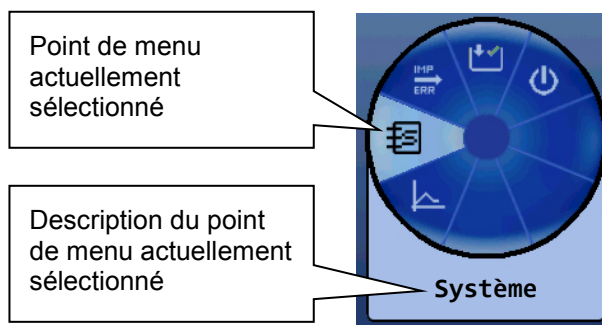 Point de menu
actuellement
sélectionné
IMP
ERR
Description du point
de menu actuellement
sélectionné
Système